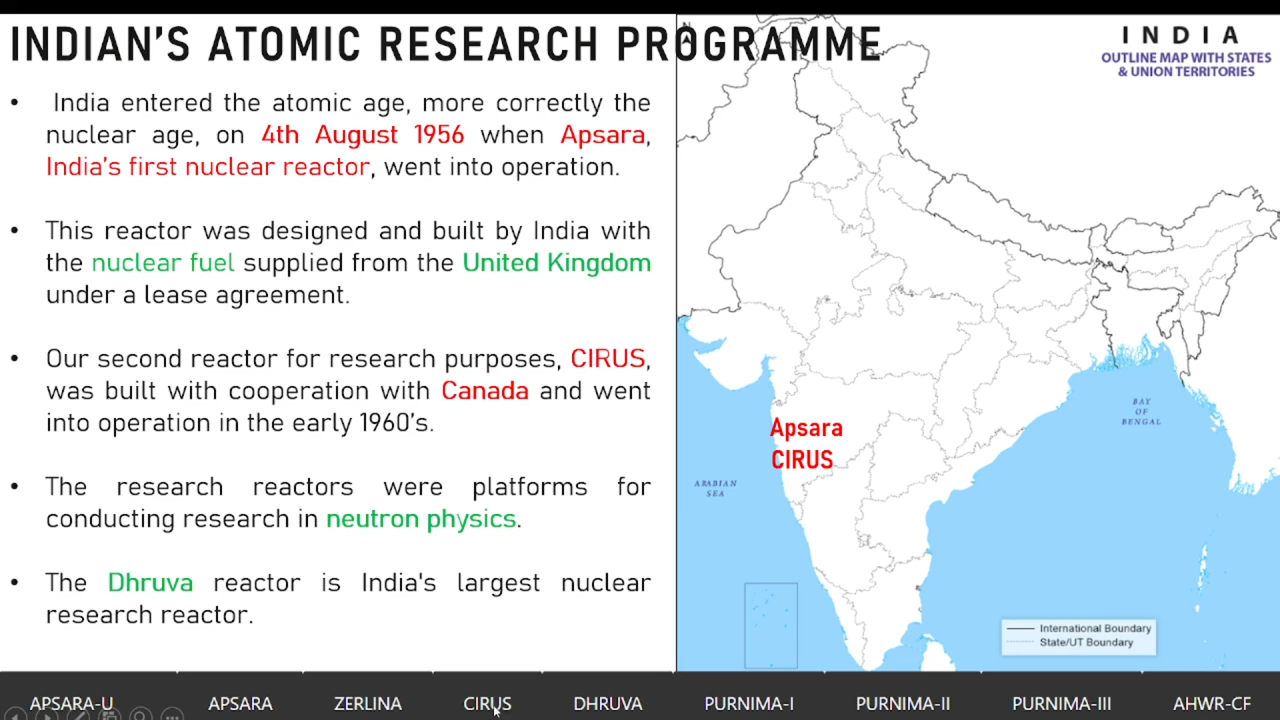 INDIAN'S ATOMIC RESEARCH PROGRAMME
• India entered the atomic age, more correctly the
nuclear age, on 4th August 1956 when Apsara,
India's first nuclear reactor, went into operation.
• This reactor was designed and built by India with
the nuclear fuel supplied from the United Kingdom
under a lease agreement.
• Our second reactor for research purposes, CIRUS,
was built with cooperation with Canada and went
into operation in the early 1960's.
• The research reactors were platforms for
conducting research in neutron physics.
• The Dhruva reactor is India's largest nuclear
research reactor.
INDIA
OUTLINE MAP WITH STATES
& UNION TERRITORIES
Apsara
CIRUS
ARABIAN
SEA
BAY
OF
BENGAL
International Boundary
State/UT Boundary
APSARA-U APSARA ZERLINA CIRUS DHRUVA PURNIMA-I PURNIMA-II PURNIMA-III AHWR-CF